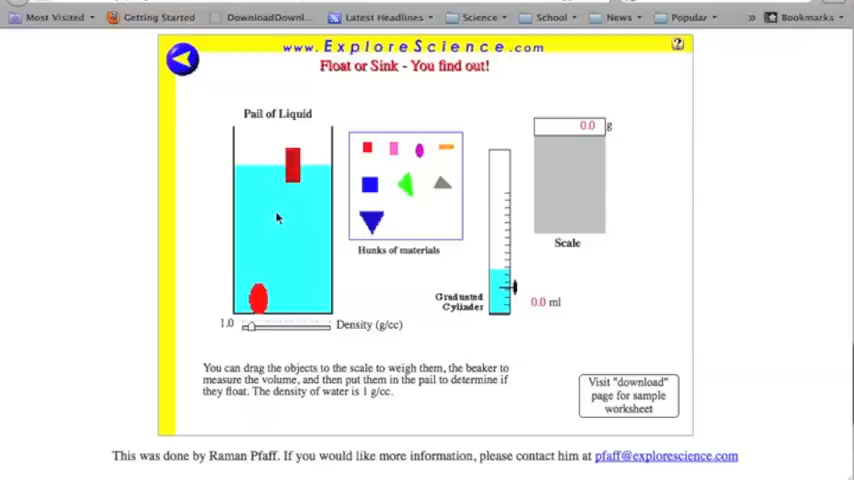 Most Visited Getting Started DownloadDownl... Latest Headlines Science School News Popular » Bookmarks
www.ExploreScience.com
?
Float or Sink - You find out!
Pail of Liquid
0.0 g
Hunks of materials
Scale
Graduated
Cylinder
0.0 ml
1.0 Density (g/cc)
You can drag the objects to the scale to weigh them, the beaker to
measure the volume, and then put them in the pail to determine if
they float. The density of water is 1 g/cc.
Visit "download"
page for sample
worksheet
This was done by Raman Pfaff. If you would like more information, please contact him at pfaff@explorescience.com